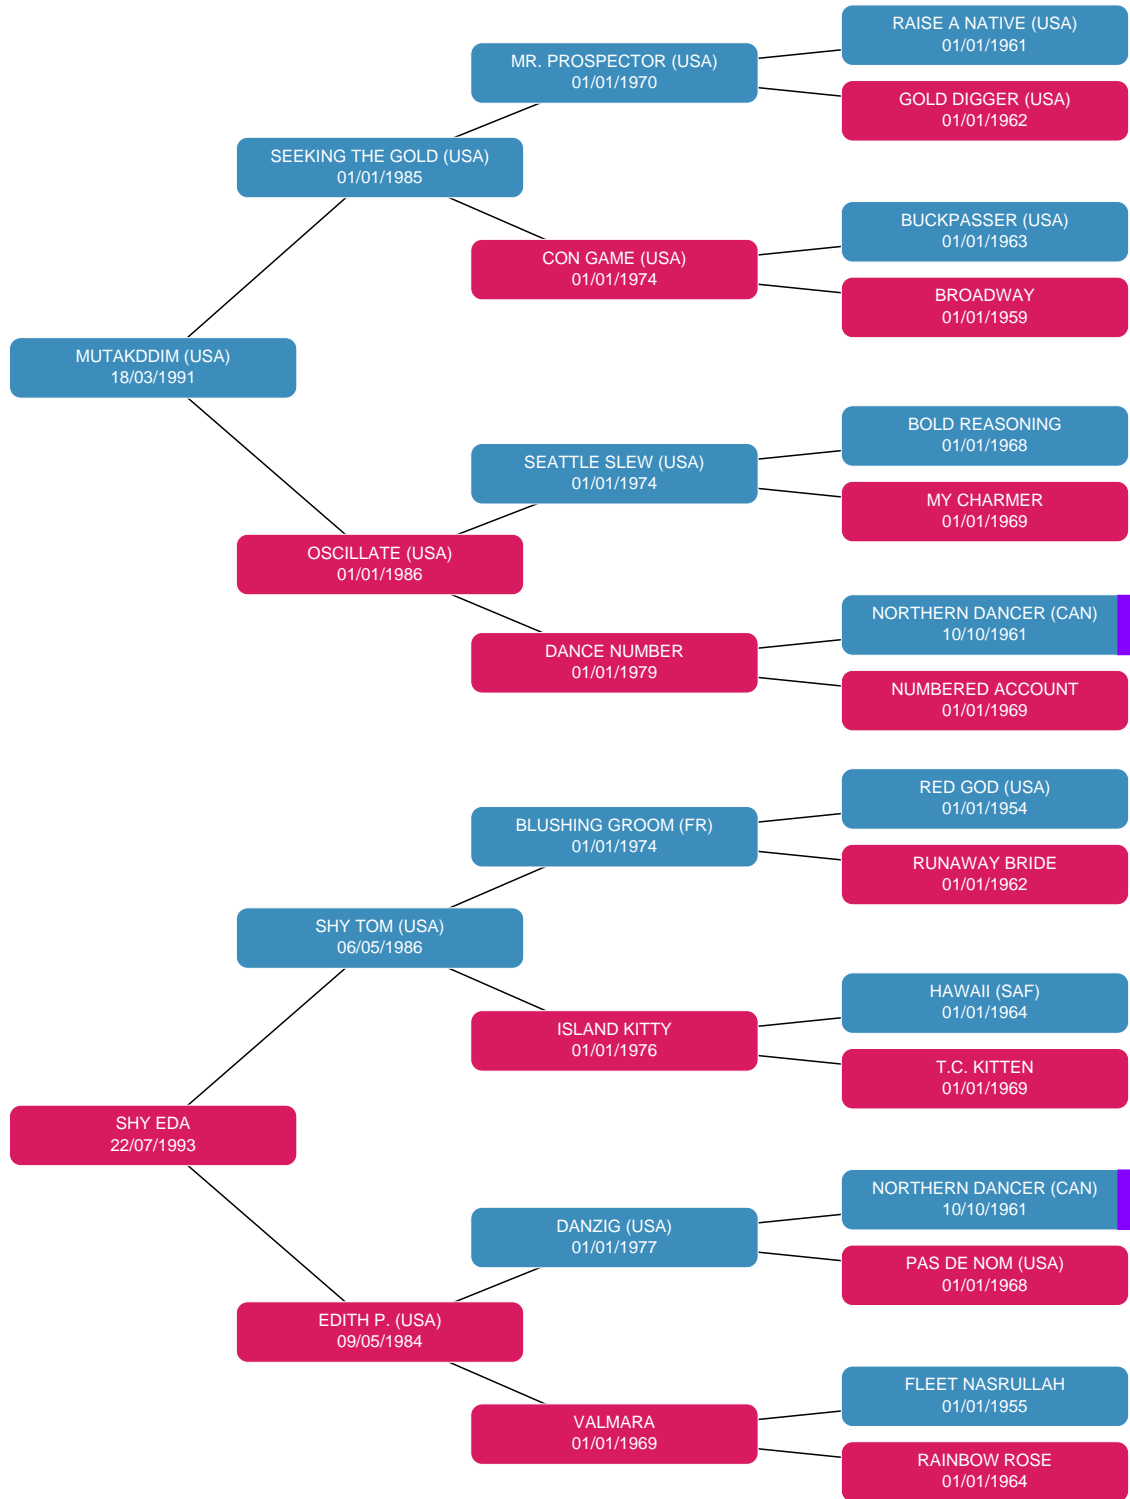 RAISE A NATIVE (USA)
01/01/1961
MR. PROSPECTOR (USA)
01/01/1970
GOLD DIGGER (USA)
01/01/1962
SEEKING THE GOLD (USA)
01/01/1985
BUCKPASSER (USA)
01/01/1963
CON GAME (USA)
01/01/1974
BROADWAY
01/01/1959
MUTAKDDIM (USA)
18/03/1991
BOLD REASONING
01/01/1968
SEATTLE SLEW (USA)
01/01/1974
MY CHARMER
01/01/1969
OSCILLATE (USA)
01/01/1986
NORTHERN DANCER (CAN)
10/10/1961
DANCE NUMBER
01/01/1979
NUMBERED ACCOUNT
01/01/1969
RED GOD (USA)
01/01/1954
BLUSHING GROOM (FR)
01/01/1974
RUNAWAY BRIDE
01/01/1962
SHY TOM (USA)
06/05/1986
HAWAII (SAF)
01/01/1964
ISLAND KITTY
01/01/1976
T.C. KITTEN
01/01/1969
SHY EDA
22/07/1993
NORTHERN DANCER (CAN)
10/10/1961
DANZIG (USA)
01/01/1977
PAS DE NOM (USA)
01/01/1968
EDITH P. (USA)
09/05/1984
FLEET NASRULLAH
01/01/1955
VALMARA
01/01/1969
RAINBOW ROSE
01/01/1964